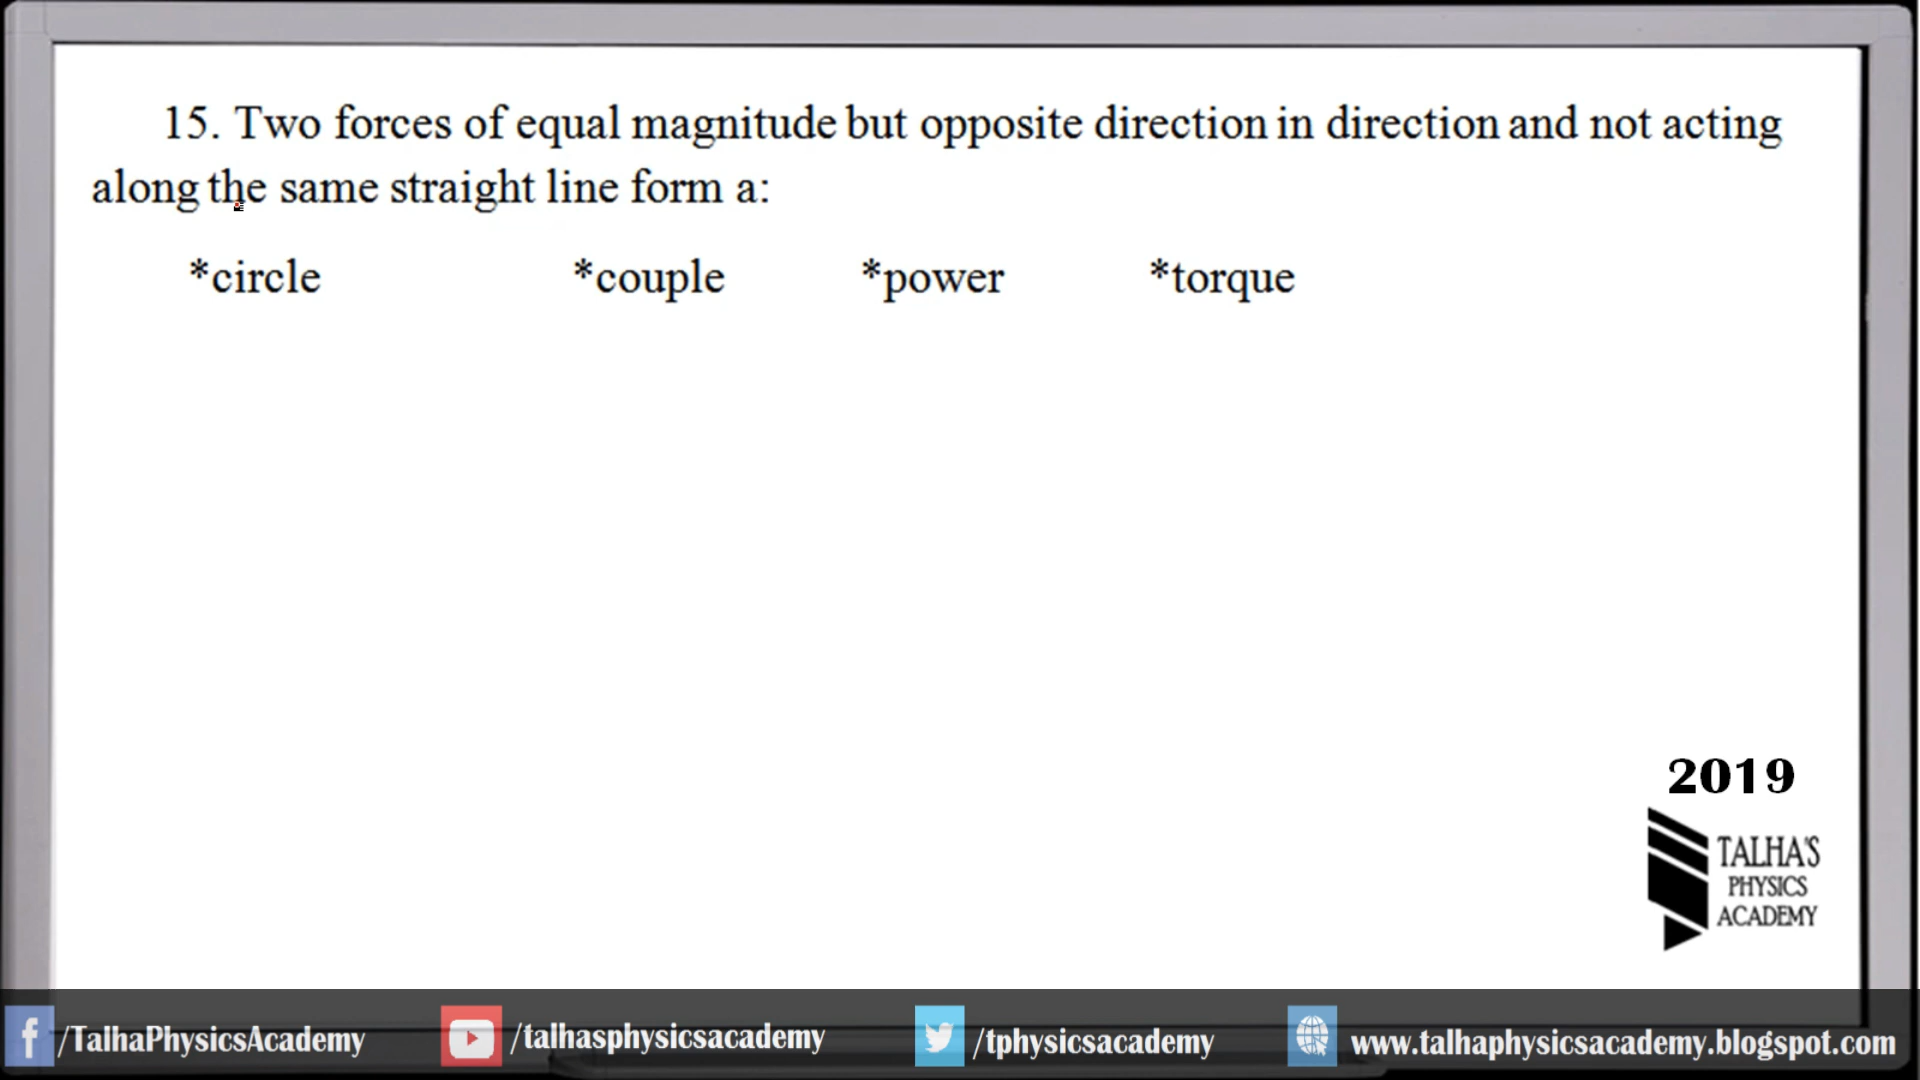 15. Two forces of equal magnitude but opposite direction in direction and not acting
along the same straight line form a:
*circle *couple *power *torque
2019
TALHA'S
PHYSICS
ACADEMY
/TalhaPhysicsAcademy /talhasphysicsacademy /tphysicsacademy www.talhaphysicsacademy.blogspot.com